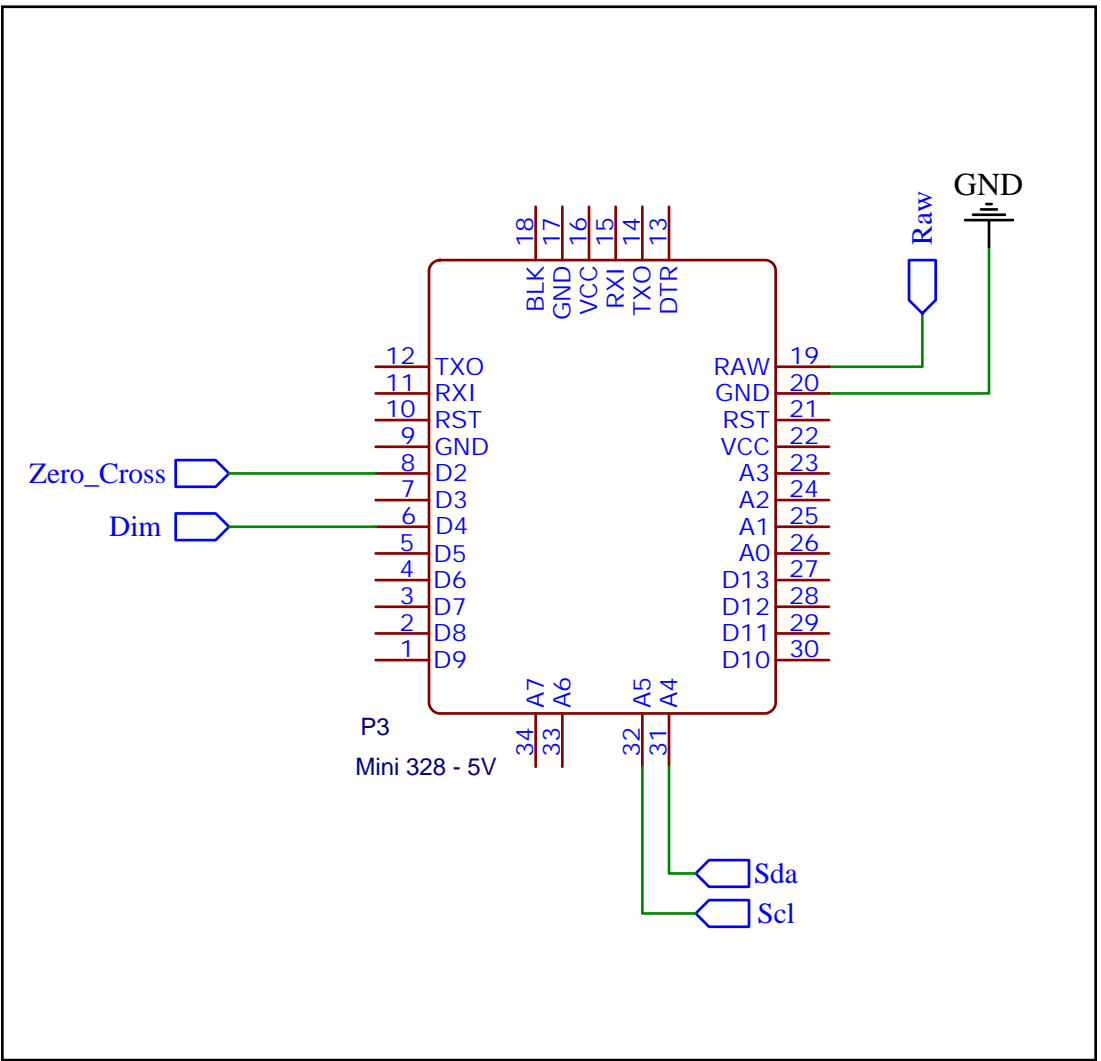 GND
Raw
18 17 16 15 14 13
BLK GND VCC RXI TXO DTR
12 TXO RAW 19
11 RXI GND 20
10 RST RST 21
9 GND VCC 22
Zero_Cross 8 D2 A3 23
7 D3 A2 24
Dim 6 D4 A1 25
5 D5 A0 26
4 D6 D13 27
3 D7 D12 28
2 D8 D11 29
1 D9 D10 30
A7 A6 A5 A4
34 33 32 31
P3
Mini 328 - 5V
Sda
Scl